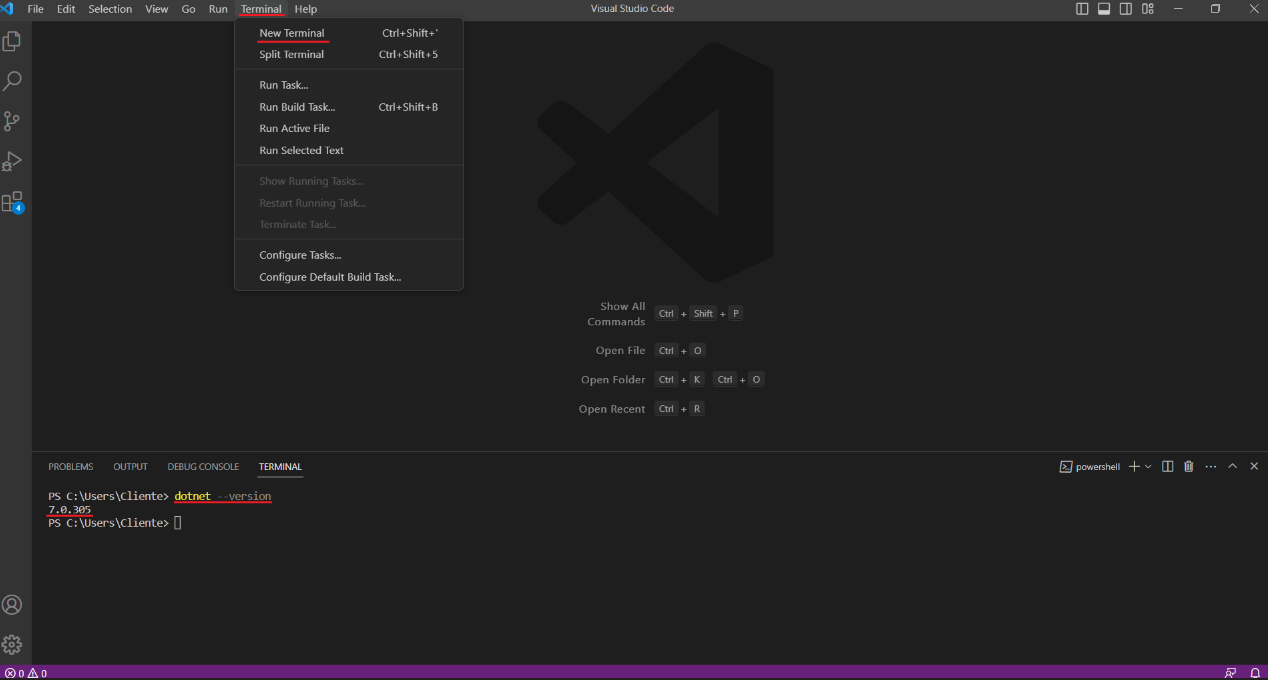 File Edit Selection View Go Run Terminal Help Visual Studio Code
New Terminal Ctrl+Shift+`
Split Terminal Ctrl+Shift+5
Run Task...
Run Build Task... Ctrl+Shift+B
Run Active File
Run Selected Text
Show Running Tasks...
Restart Running Task...
Terminate Task...
Configure Tasks...
Configure Default Build Task...
4
Show All
Commands Ctrl + Shift + P
Open File Ctrl + O
Open Folder Ctrl + K Ctrl + O
Open Recent Ctrl + R
PROBLEMS OUTPUT DEBUG CONSOLE TERMINAL powershell
PS C:\Users\Cliente> dotnet --version
7.0.305
PS C:\Users\Cliente>
0 0